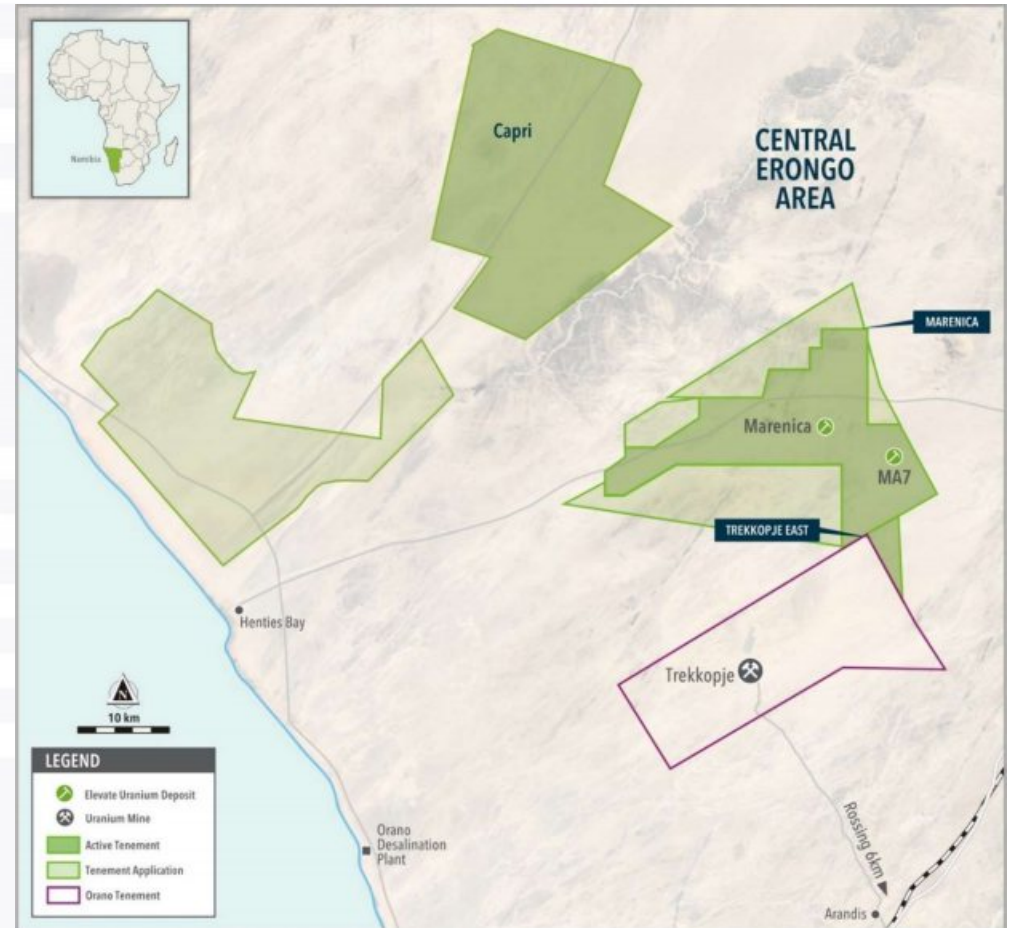 Namibia
Capri
CENTRAL
ERONGO
AREA
MARENICA
Marenica
MA7
TREKKOPJE EAST
Henties Bay
Trekkopje
N
10 km
LEGEND
Elevate Uranium Deposit
Uranium Mine
Active Tenement
Tenement Application
Orano Tenement
Orano
Desalination
Plant
Rossing 6km
Arandis